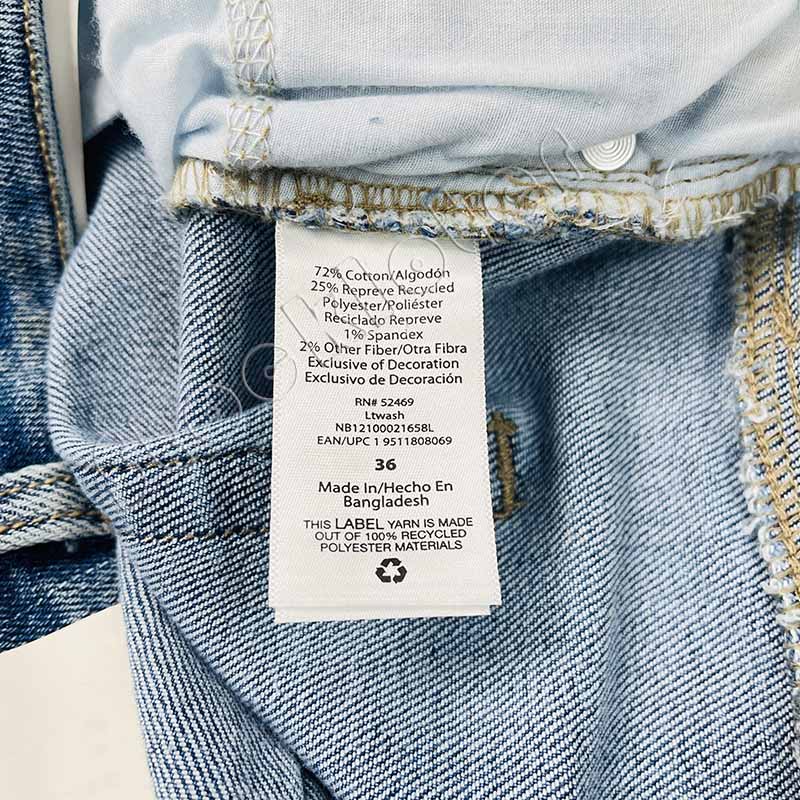 72% Cotton/Algodón
25% Repreve Recycled
Polyester/Poliéster
Reciclado Repreve
1% Spandex
2% Other Fiber/Otra Fibra
Exclusive of Decoration
Exclusivo de Decoración
RN# 52469
Ltwash
NB12100021658L
EAN/UPC 1 9511808069
36
Made In/Hecho En
Bangladesh
THIS LABEL YARN IS MADE
OUT OF 100% RECYCLED
POLYESTER MATERIALS